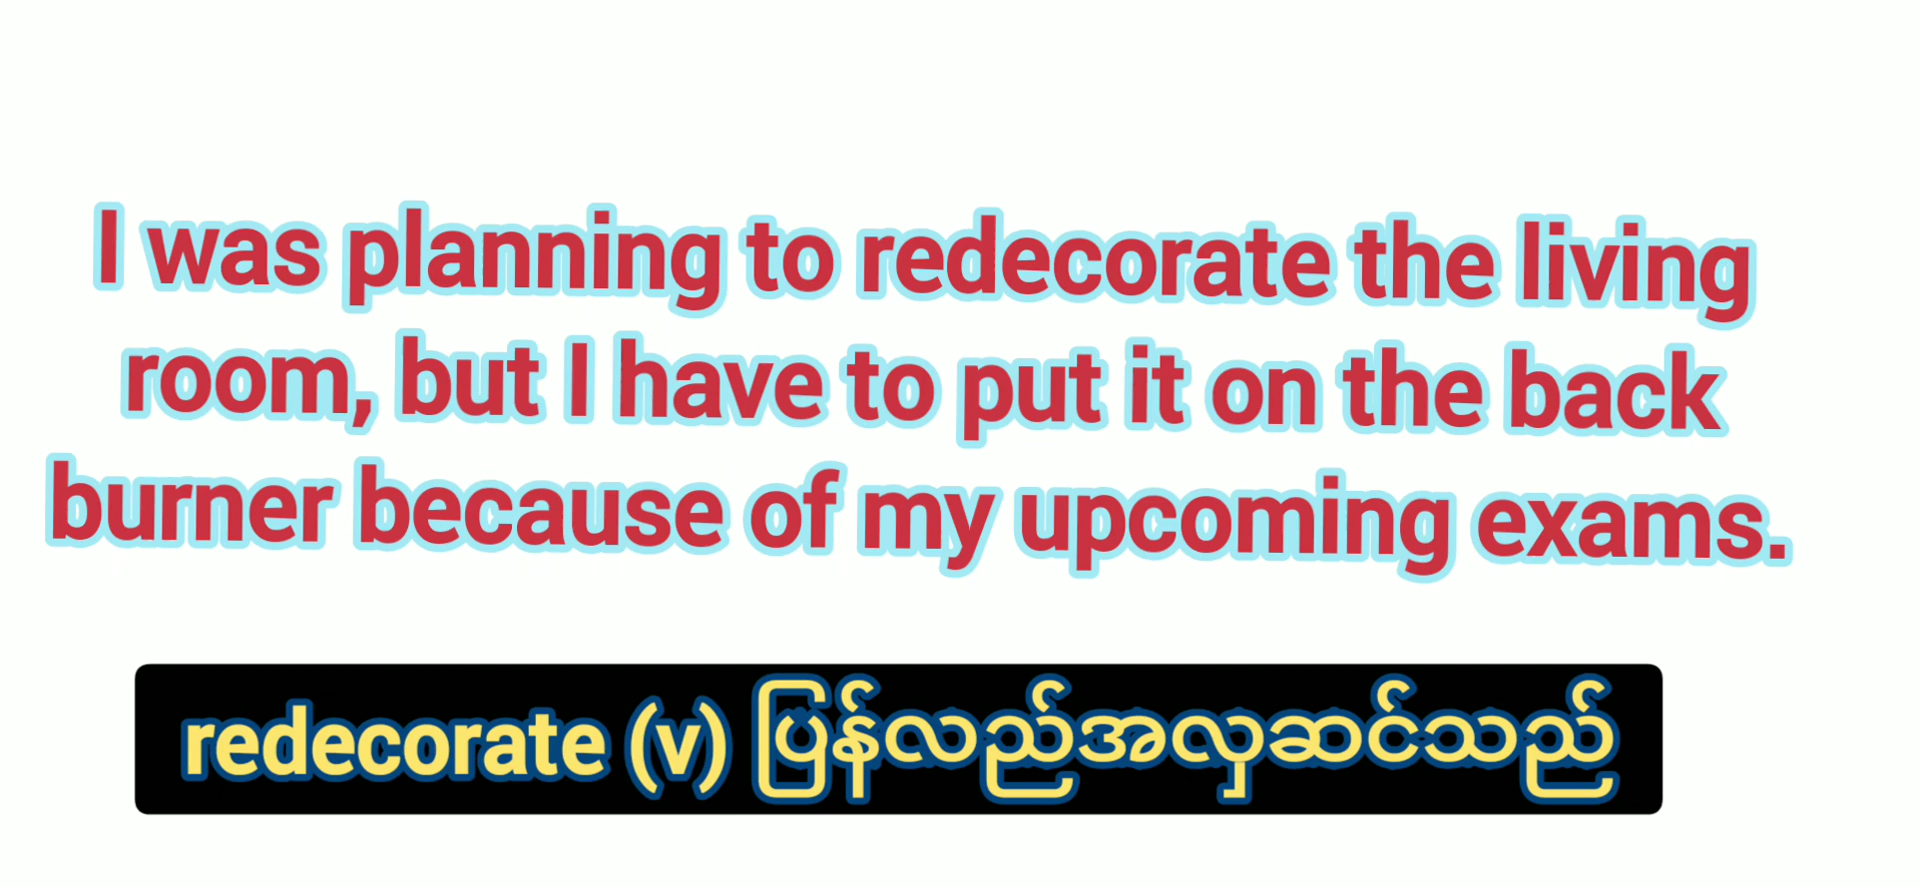 I was planning to redecorate the living
room, but I have to put it on the back
burner because of my upcoming exams.
redecorate (v) ပြန်လည်အလှဆင်သည်